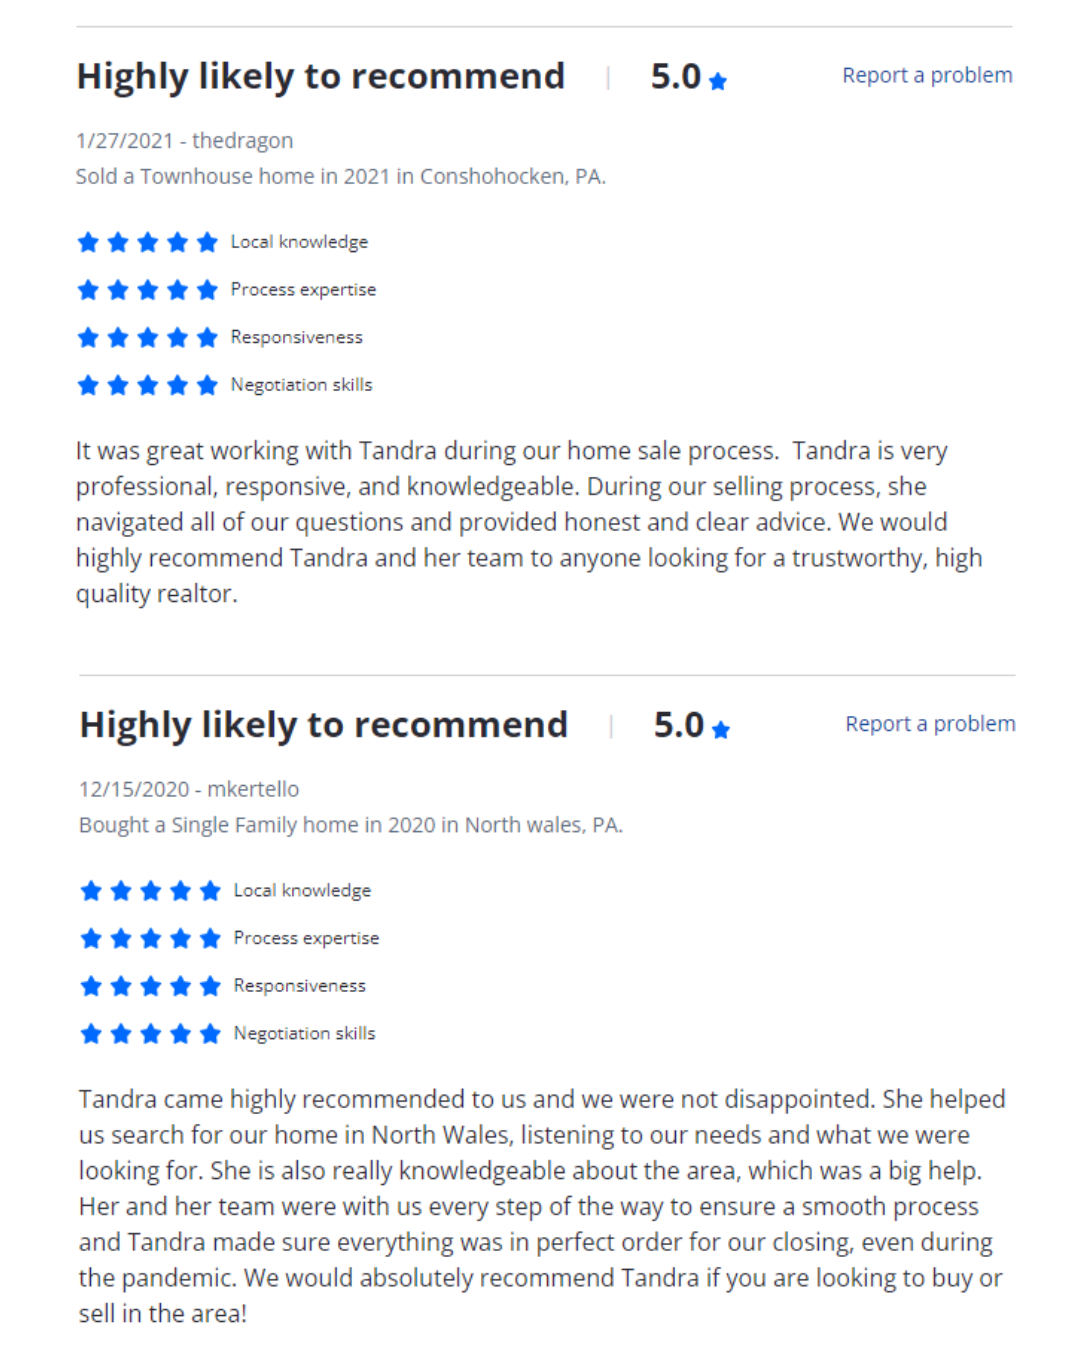 Highly likely to recommend | 5.0 Report a problem
1/27/2021 - thedragon
Sold a Townhouse home in 2021 in Conshohocken, PA.
Local knowledge
Process expertise
Responsiveness
Negotiation skills
It was great working with Tandra during our home sale process.  Tandra is very
professional, responsive, and knowledgeable. During our selling process, she
navigated all of our questions and provided honest and clear advice. We would
highly recommend Tandra and her team to anyone looking for a trustworthy, high
quality realtor.
Highly likely to recommend | 5.0 Report a problem
12/15/2020 - mkertello
Bought a Single Family home in 2020 in North wales, PA.
Local knowledge
Process expertise
Responsiveness
Negotiation skills
Tandra came highly recommended to us and we were not disappointed. She helped
us search for our home in North Wales, listening to our needs and what we were
looking for. She is also really knowledgeable about the area, which was a big help.
Her and her team were with us every step of the way to ensure a smooth process
and Tandra made sure everything was in perfect order for our closing, even during
the pandemic. We would absolutely recommend Tandra if you are looking to buy or
sell in the area!